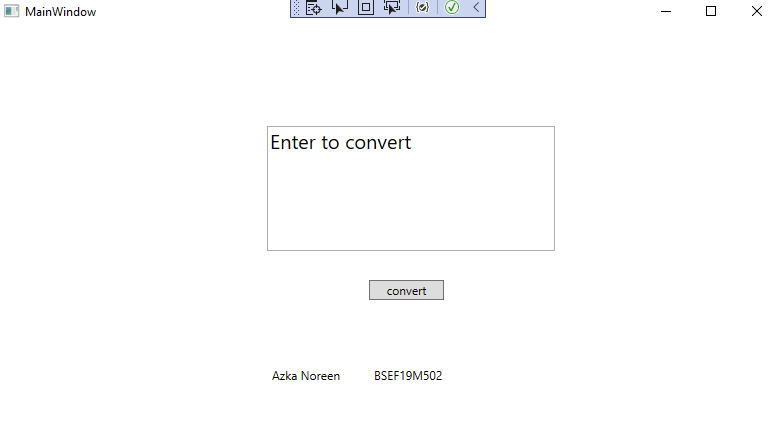 MainWindow
Enter to convert
convert
Azka Noreen BSEF19M502